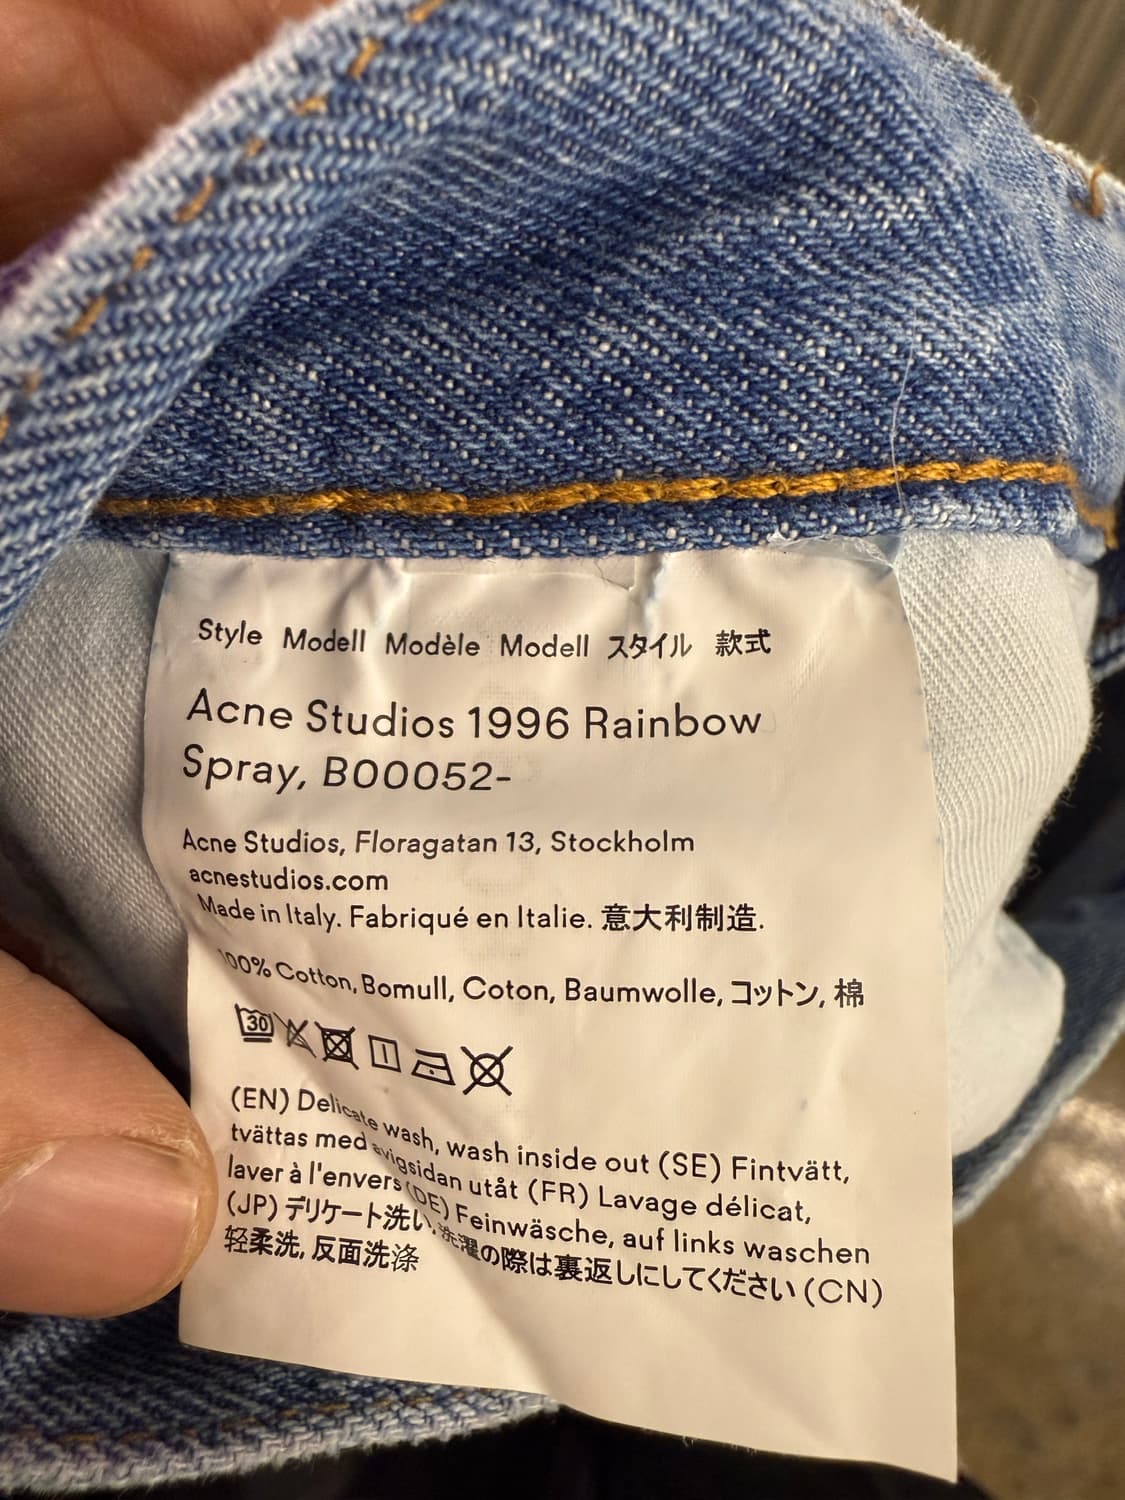 Style Modell Modèle Modell スタイル 款式
Acne Studios 1996 Rainbow
Spray, B00052-
Acne Studios, Floragatan 13, Stockholm
acnestudios.com
Made in Italy. Fabriqué en Italie. 意大利制造.
100% Cotton, Bomull, Coton, Baumwolle, コットン, 棉
30
(EN) Delicate wash, wash inside out (SE) Fintvätt,
tvättas med avigsidan utåt (FR) Lavage délicat,
laver à l'envers (DE) Feinwäsche, auf links waschen
(JP) デリケート洗い, 洗濯の際は裏返しにしてください (CN)
轻柔洗, 反面洗涤